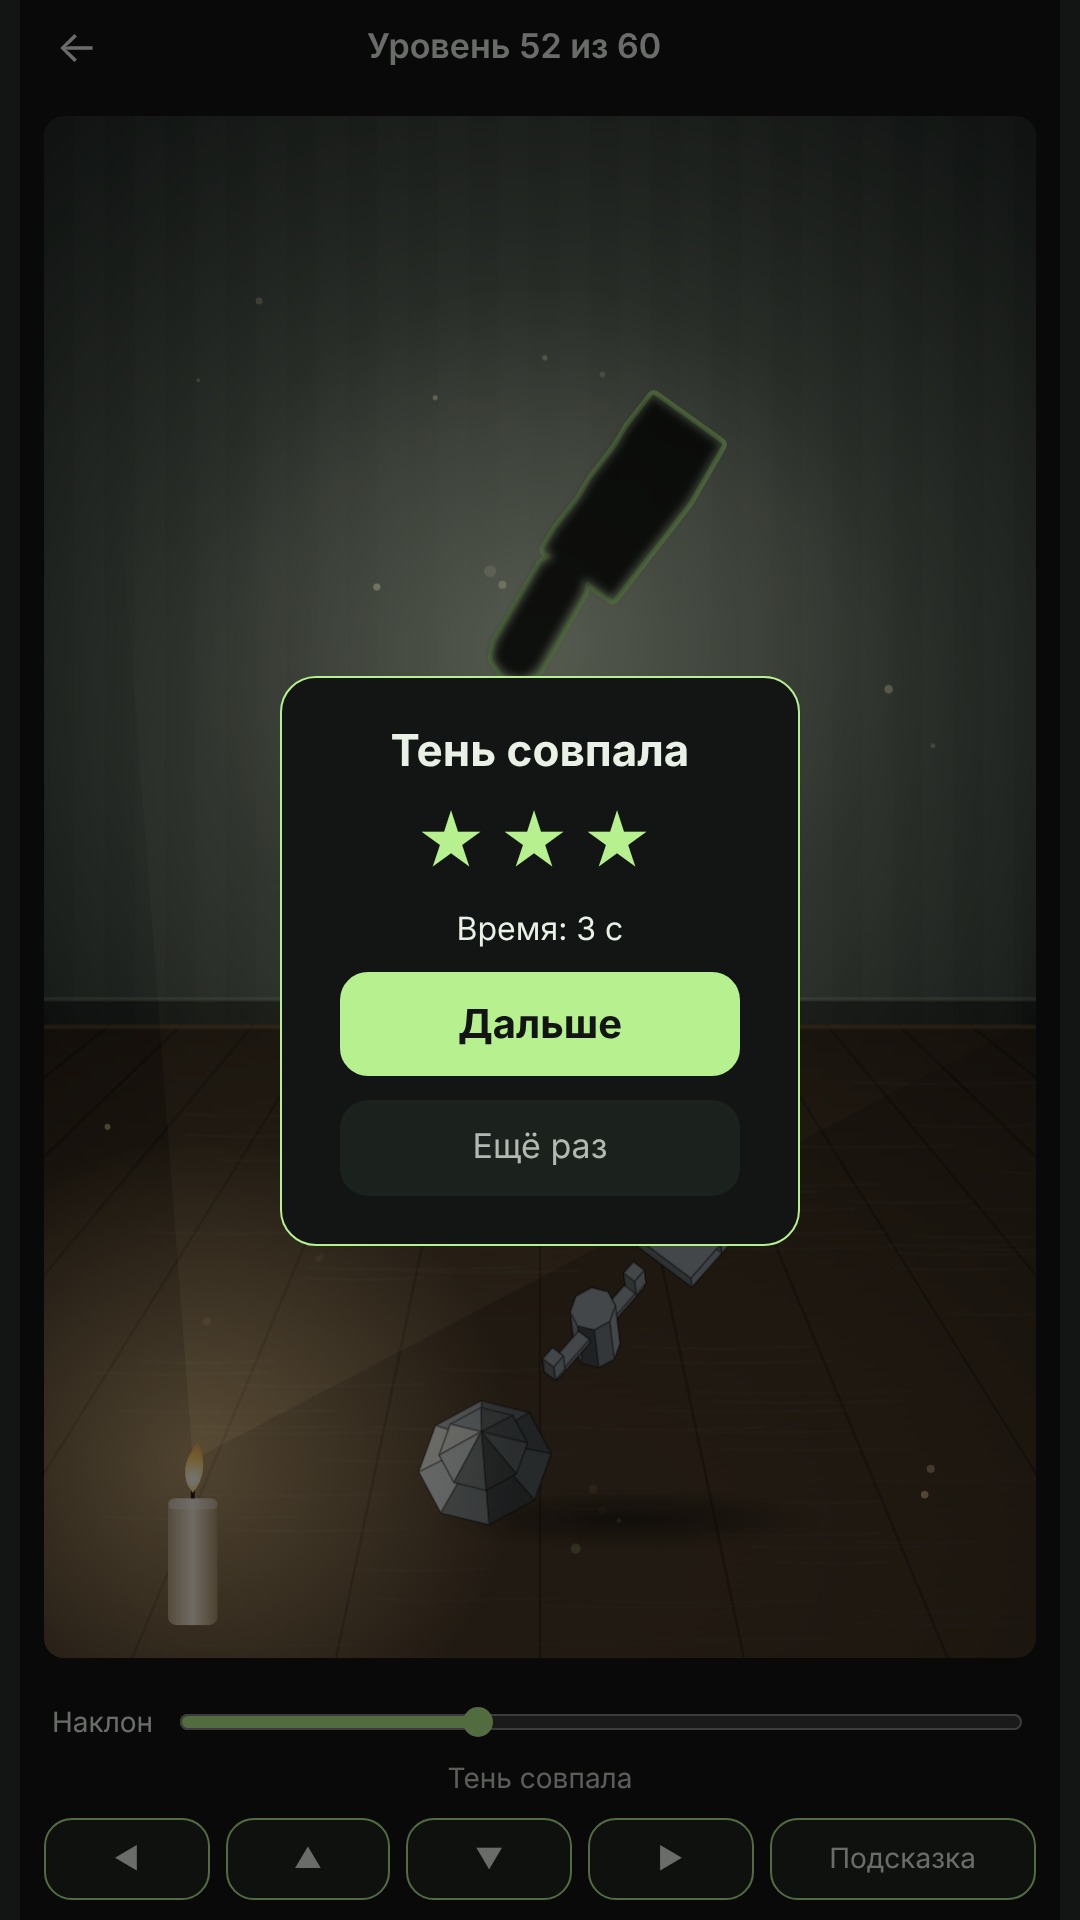 Уровень 52 из 60
Тень совпала
Время: 3 с
Дальше
Ещё раз
Наклон
Тень совпала
Подсказка